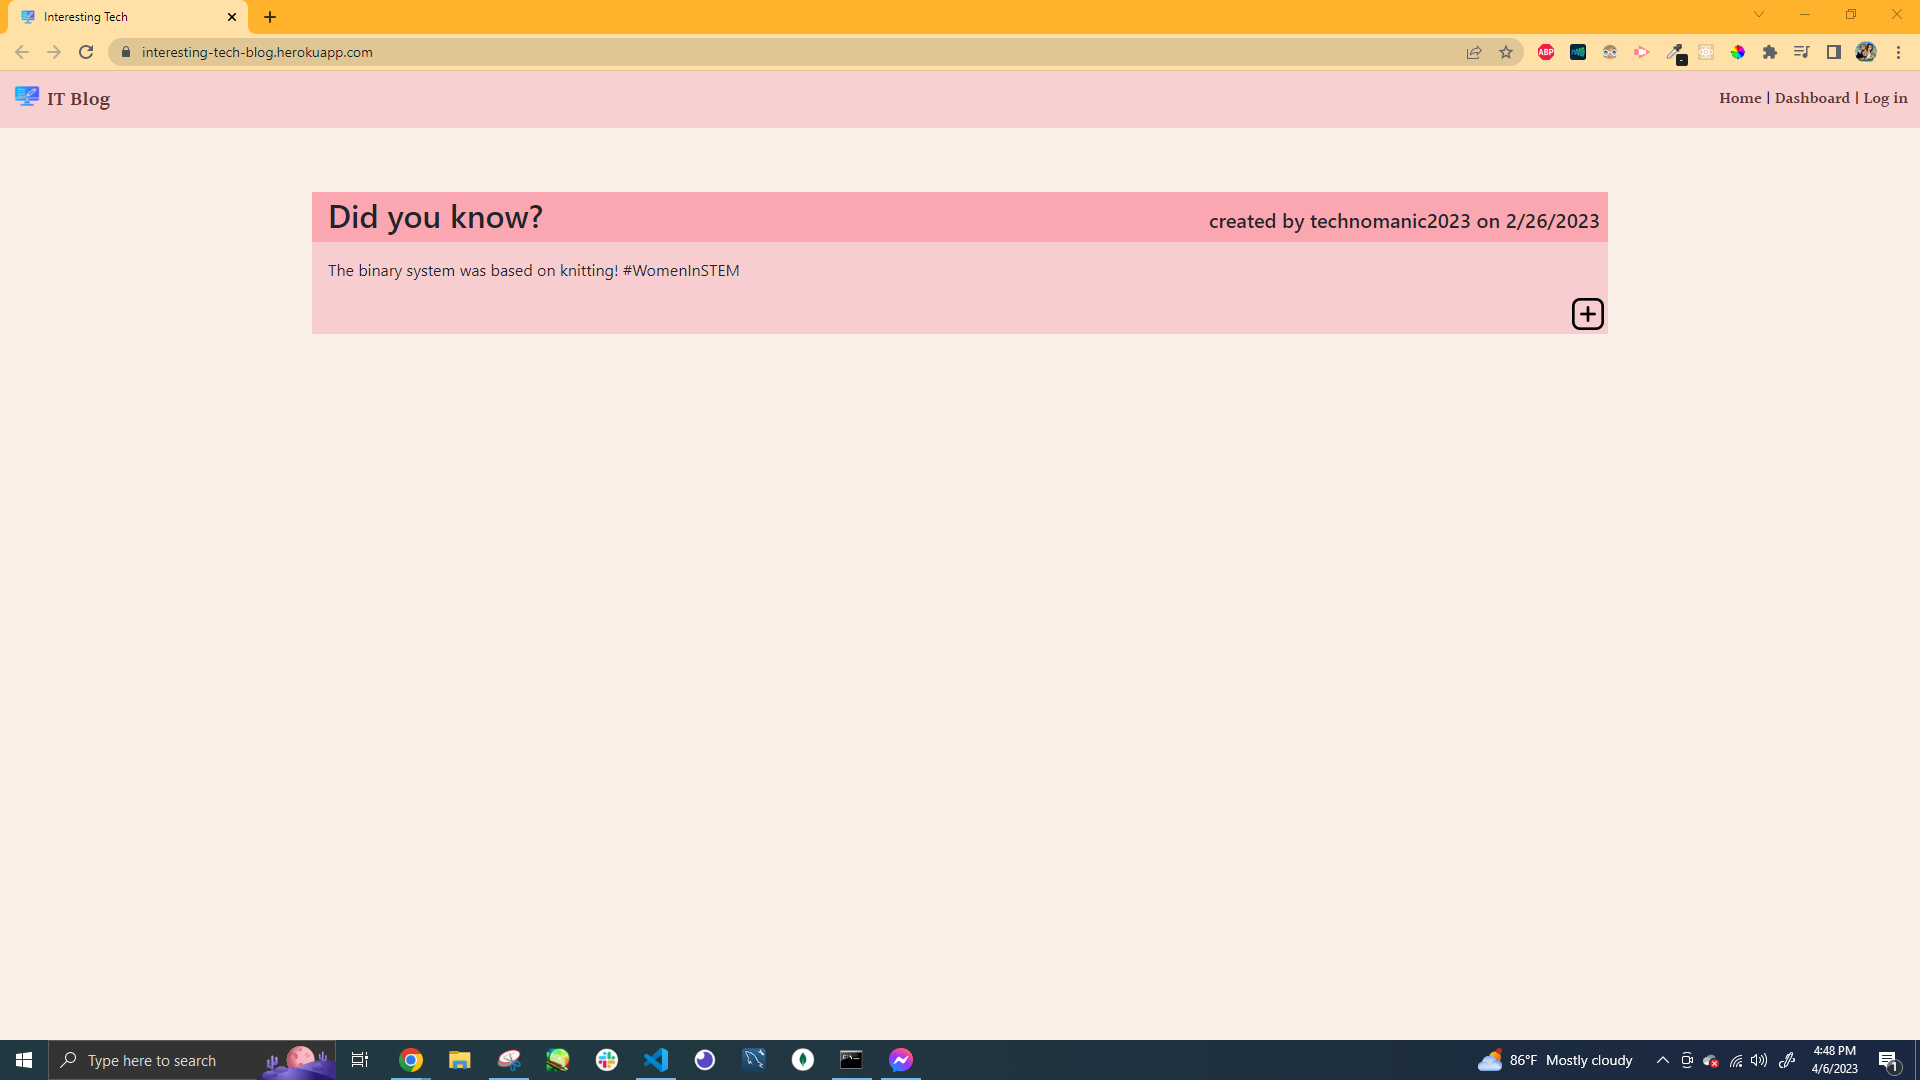 Interesting Tech
interesting-tech-blog.herokuapp.com
ABP
IT Blog
Home | Dashboard | Log in
Did you know?
created by technomanic2023 on 2/26/2023
The binary system was based on knitting! #WomenInSTEM
Type here to search
86°F Mostly cloudy
4:48 PM
4/6/2023
1